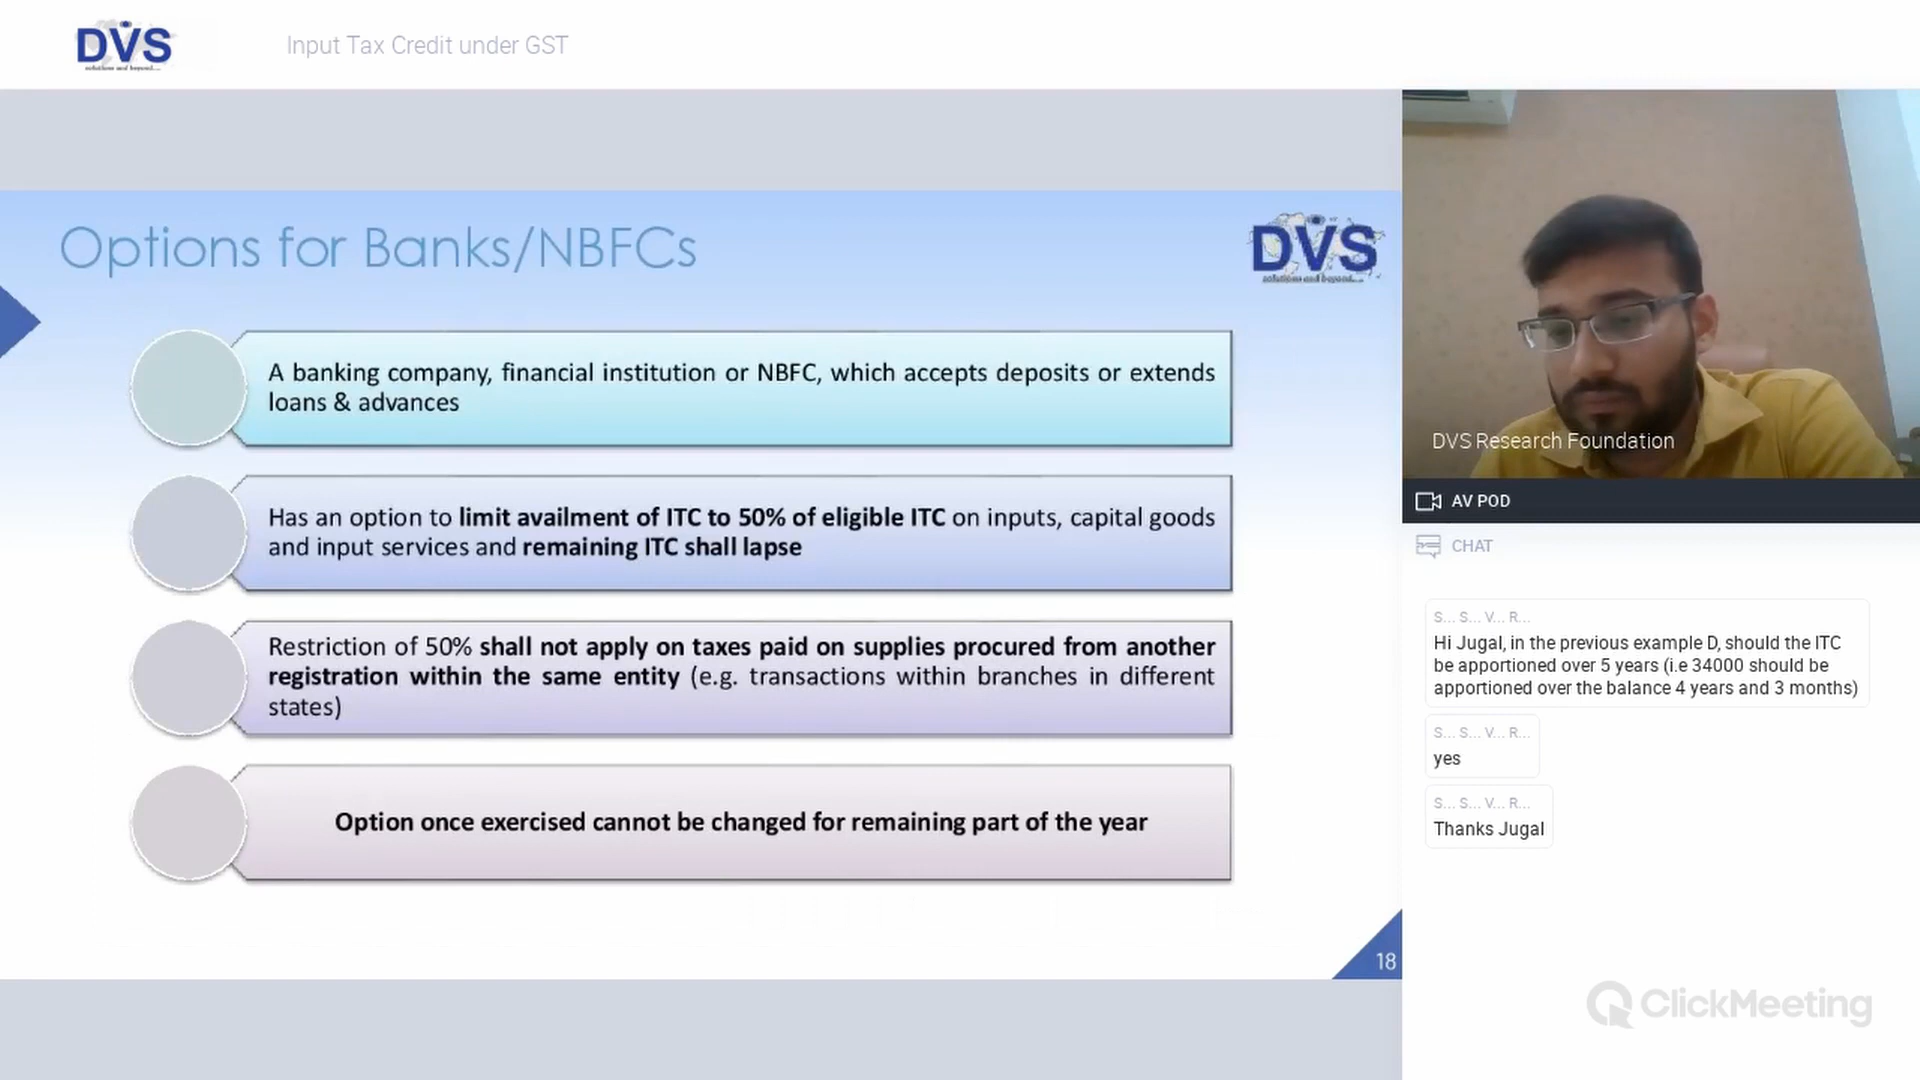 DVS
solutions and beyond....
Input Tax Credit under GST
Options for Banks/NBFCs
DVS
solutions and beyond....
A banking company, financial institution or NBFC, which accepts deposits or extends
loans & advances
Has an option to limit availment of ITC to 50% of eligible ITC on inputs, capital goods
and input services and remaining ITC shall lapse
Restriction of 50% shall not apply on taxes paid on supplies procured from another
registration within the same entity (e.g. transactions within branches in different
states)
Option once exercised cannot be changed for remaining part of the year
18
DVS Research Foundation
AV POD
CHAT
S... S... V... R...
Hi Jugal, in the previous example D, should the ITC
be apportioned over 5 years (i.e 34000 should be
apportioned over the balance 4 years and 3 months)
S... S... V... R...
yes
S... S... V... R...
Thanks Jugal
ClickMeeting